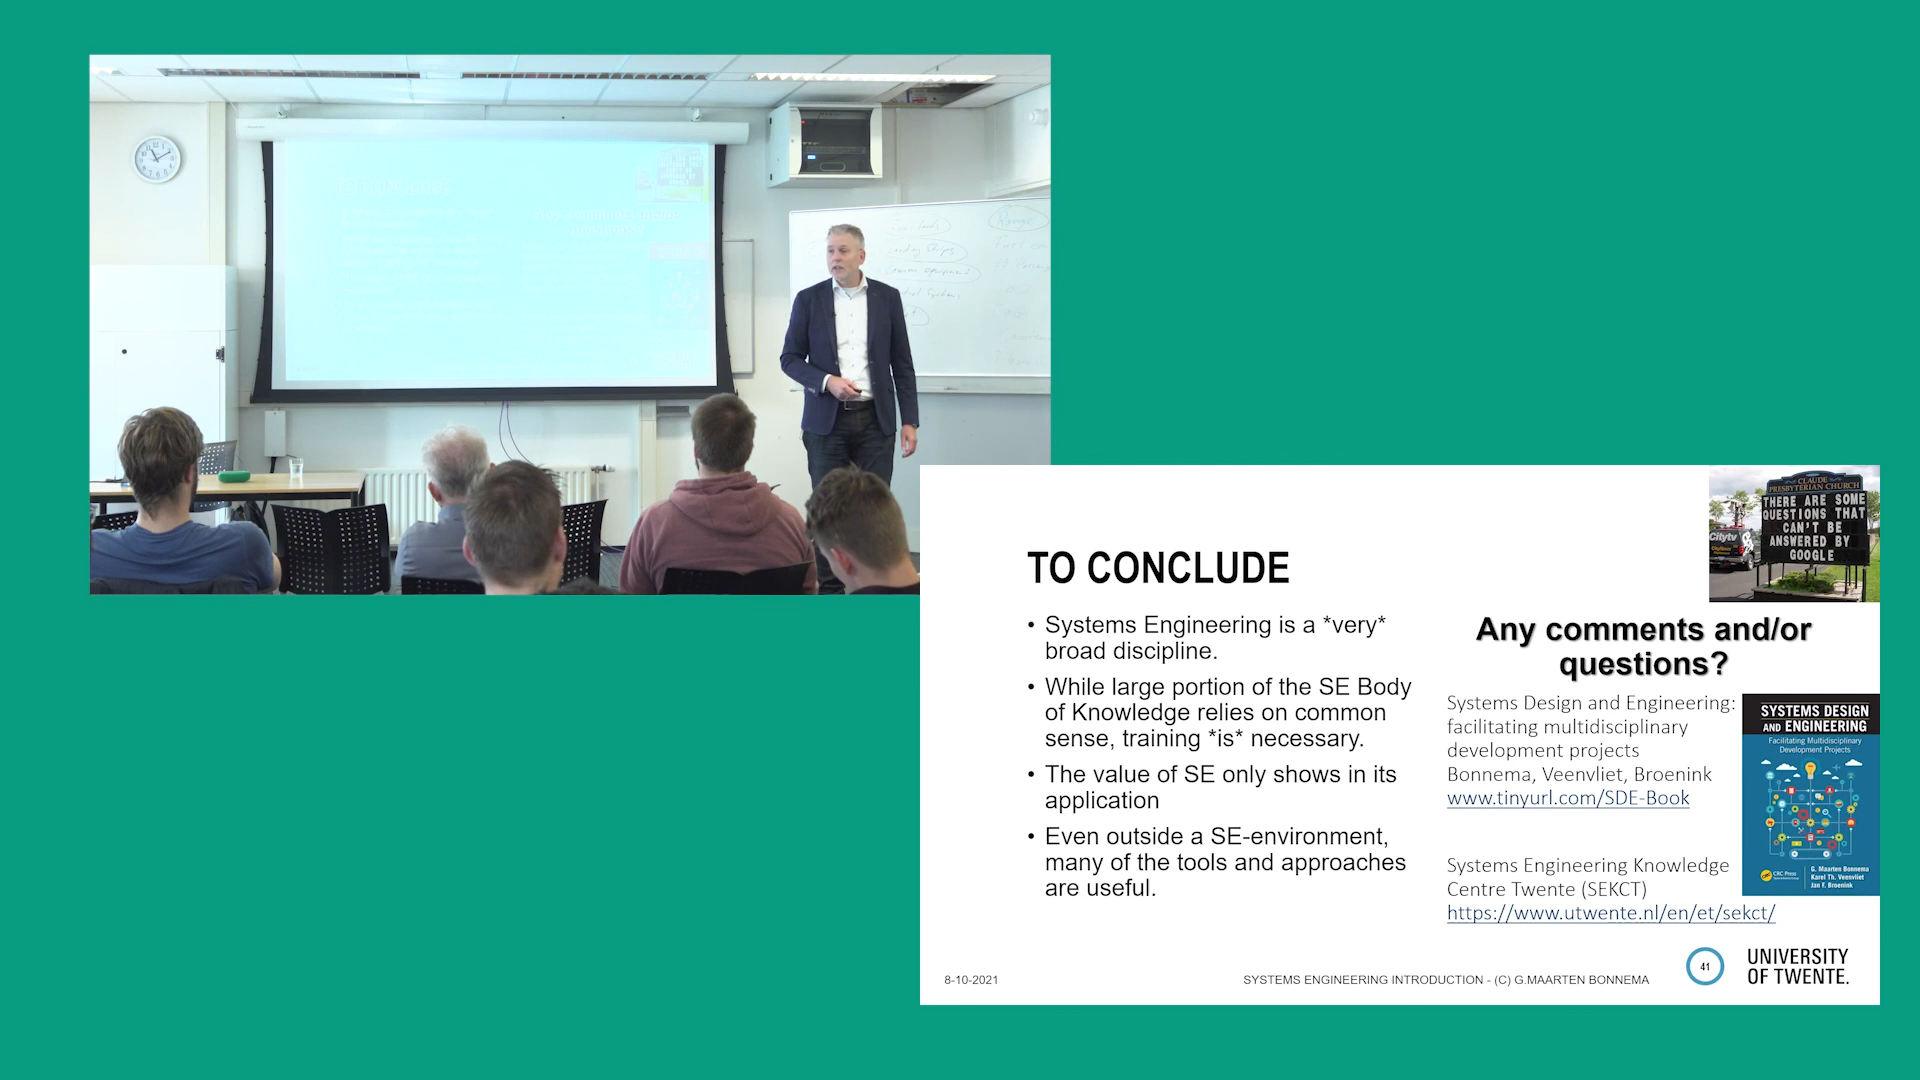 TO CONCLUDE
• Systems Engineering is a *very*
broad discipline.
• While large portion of the SE Body
of Knowledge relies on common
sense, training *is* necessary.
• The value of SE only shows in its
application
• Even outside a SE-environment,
many of the tools and approaches
are useful.
CLAUDE
PRESBYTERIAN CHURCH
THERE ARE SOME
QUESTIONS THAT
CAN'T BE
ANSWERED BY
GOOGLE
Citytv
Any comments and/or
questions?
Systems Design and Engineering:
facilitating multidisciplinary
development projects
Bonnema, Veenvliet, Broenink
www.tinyurl.com/SDE-Book
SYSTEMS DESIGN
AND ENGINEERING
Facilitating Multidisciplinary
Development Projects
CRC Press
G. Maarten Bonnema
Karel Th. Veenvliet
Jan F. Broenink
Systems Engineering Knowledge
Centre Twente (SEKCT)
https://www.utwente.nl/en/et/sekct/
8-10-2021
SYSTEMS ENGINEERING INTRODUCTION - (C) G.MAARTEN BONNEMA
41
UNIVERSITY
OF TWENTE.
TO CONCLUDE
Range